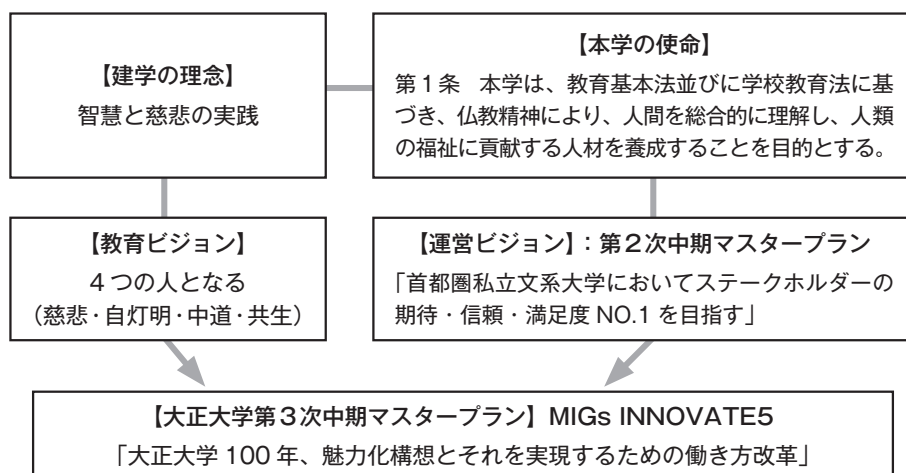 【建学の理念】
智慧と慈悲の実践
【本学の使命】
第1条　本学は、教育基本法並びに学校教育法に基
づき、仏教精神により、人間を総合的に理解し、人類
の福祉に貢献する人材を養成することを目的とする。
【教育ビジョン】
4つの人となる
（慈悲・自灯明・中道・共生）
【運営ビジョン】：第2次中期マスタープラン
「首都圏私立文系大学においてステークホルダーの
期待・信頼・満足度 NO.1 を目指す」
【大正大学第3次中期マスタープラン】MIGs INNOVATE5
「大正大学 100 年、魅力化構想とそれを実現するための働き方改革」